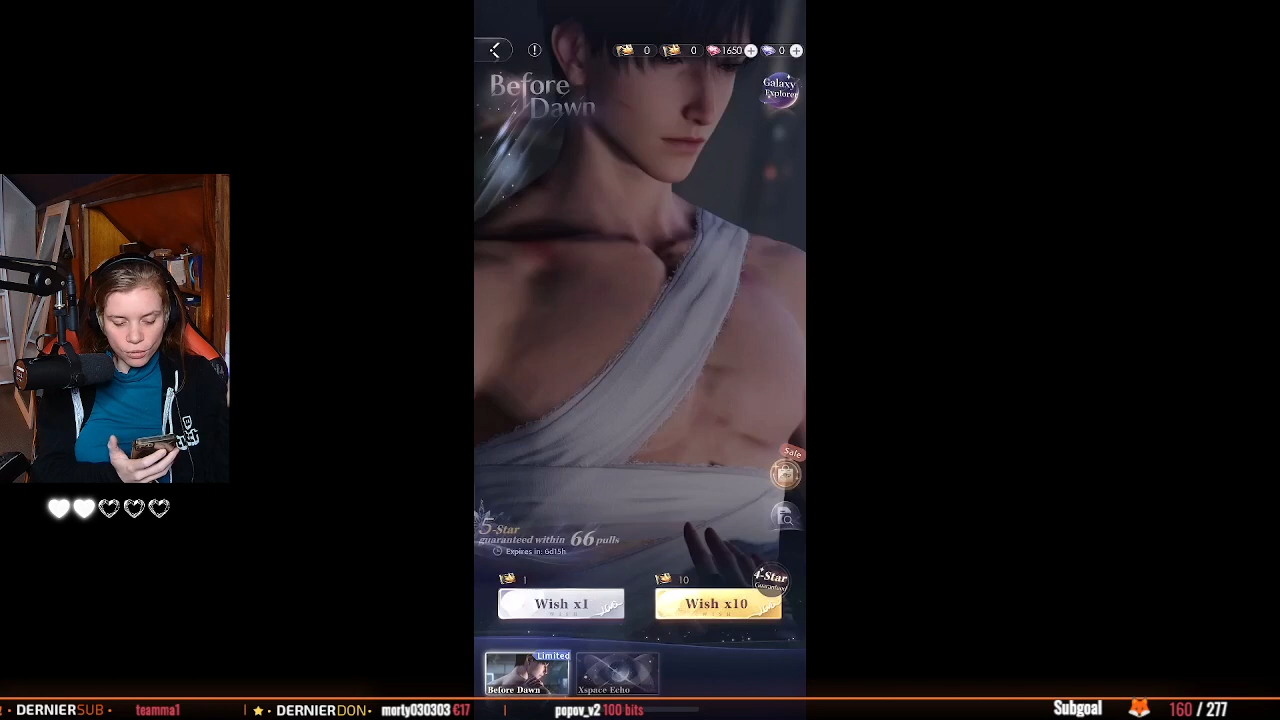 0 0 1650 0
Before
Dawn
Galaxy
Explorer
Sale
5-Star
guaranteed within 66 pulls
Expires in: 6d15h
4-Star
Guaranteed
1
10
Wish x1
Wish x10
Limited
Before Dawn
Xspace Echo
DERNIERSUB • teamma1
DERNIERDON • morty030303 €17
popov_v2 100 bits
Subgoal 160 / 277